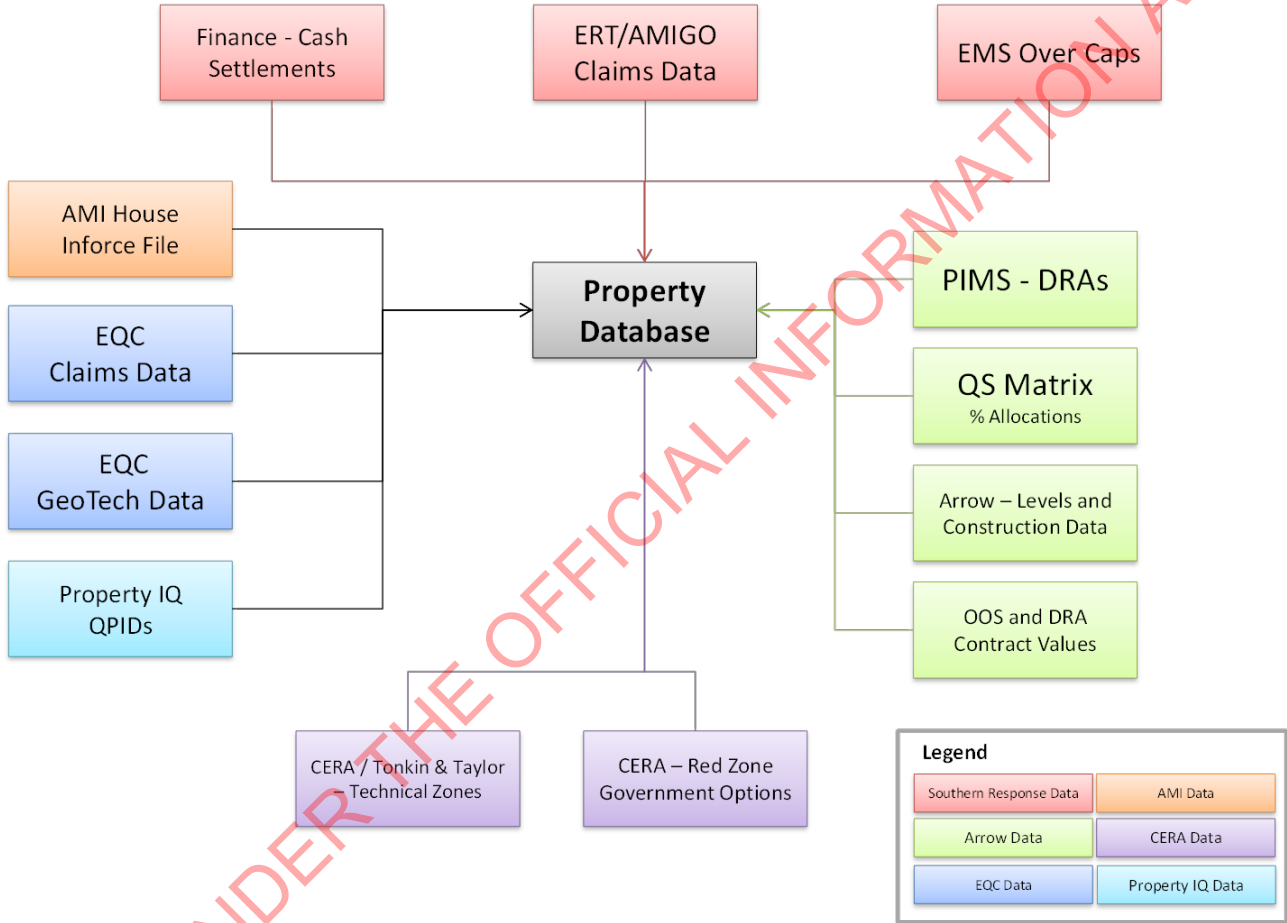 Finance - Cash
Settlements
ERT/AMIGO
Claims Data
EMS Over Caps
AMI House
Inforce File
EQC
Claims Data
EQC
GeoTech Data
Property IQ
QPIDs
Property
Database
PIMS - DRAs
QS Matrix
% Allocations
Arrow – Levels and
Construction Data
OOS and DRA
Contract Values
CERA / Tonkin & Taylor
– Technical Zones
CERA – Red Zone
Government Options
Legend
Southern Response Data
AMI Data
Arrow Data
CERA Data
EQC Data
Property IQ Data
THE OFFICIAL INFORMATION